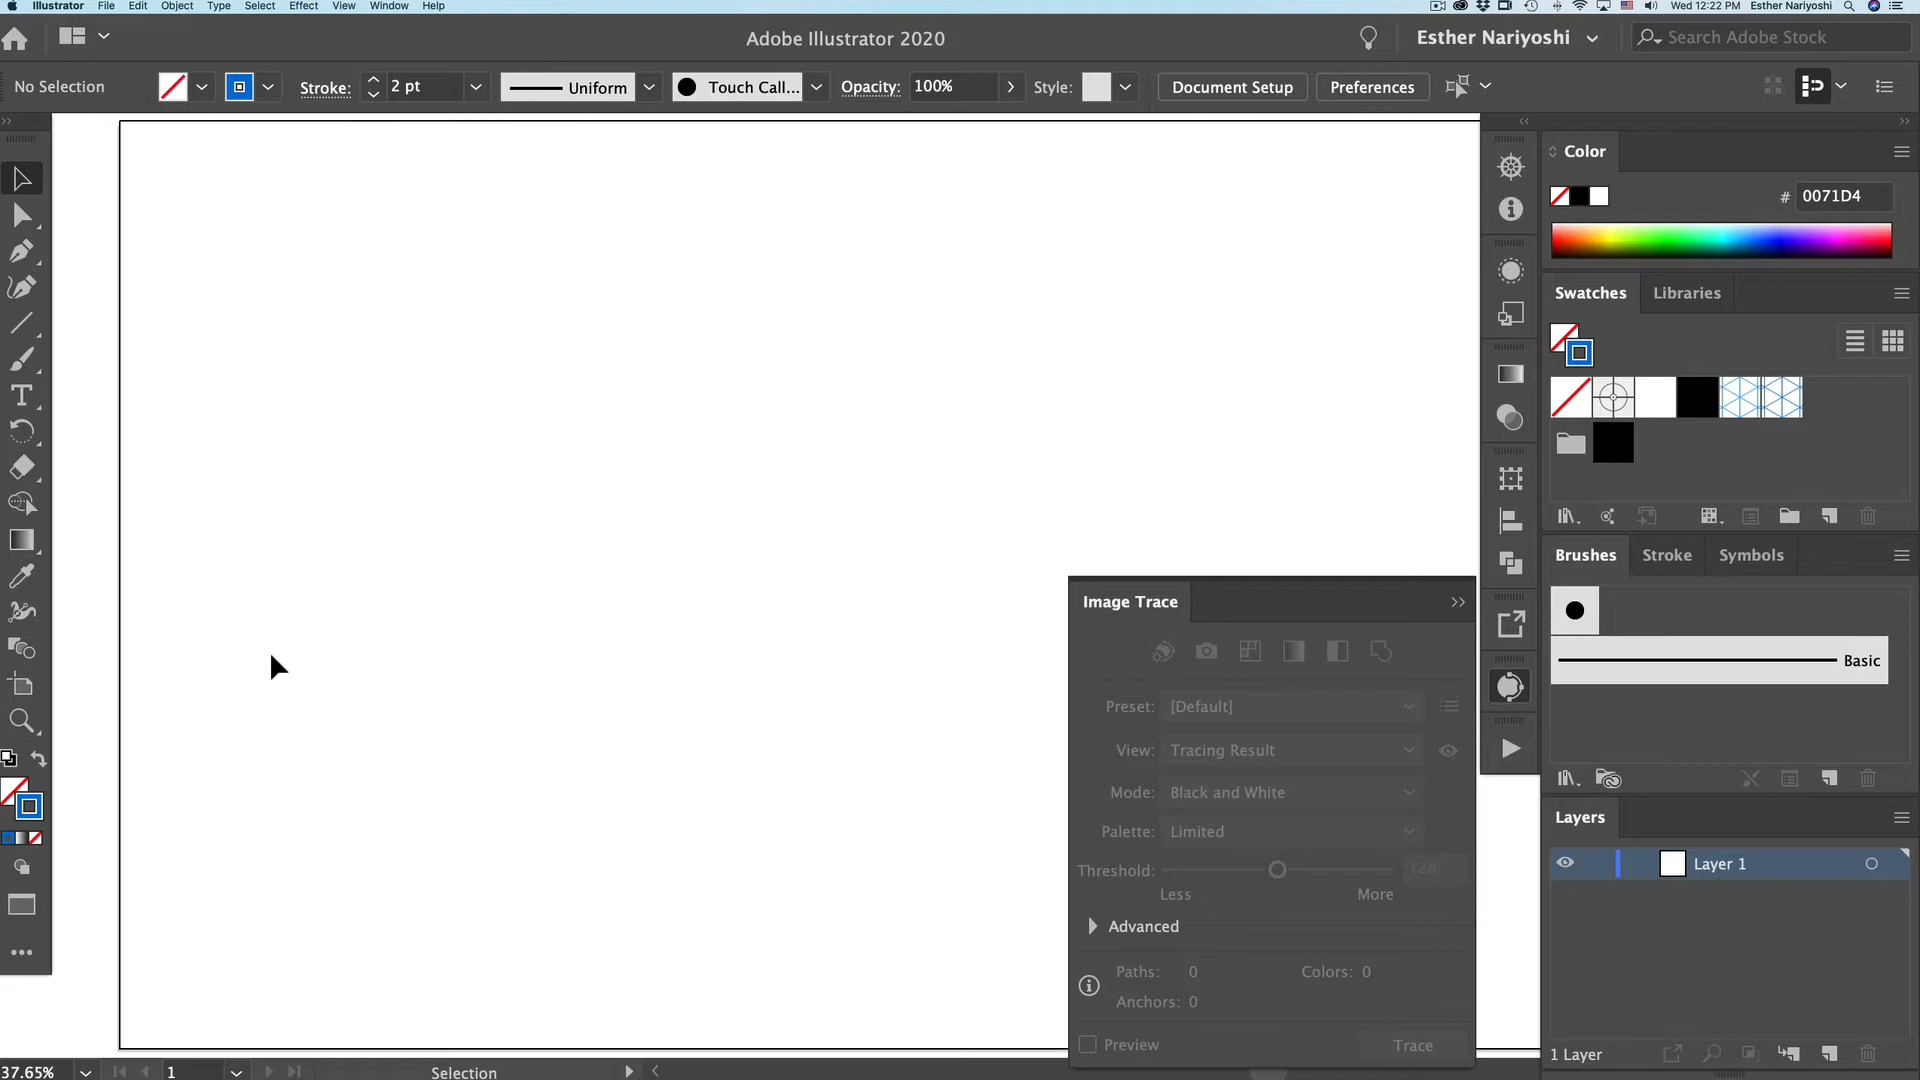 Illustrator File Edit Object Type Select Effect View Window Help
Wed 12:22 PM Esther Nariyoshi
Adobe Illustrator 2020
Esther Nariyoshi
Search Adobe Stock
No Selection
Stroke: 2 pt
Uniform
Touch Call...
Opacity: 100%
Style:
Document Setup
Preferences
Color
# 0071D4
Swatches Libraries
Brushes Stroke Symbols
Basic
Layers
Layer 1
1 Layer
Image Trace
Preset: [Default]
View: Tracing Result
Mode: Black and White
Palette: Limited
Threshold: 128
Less More
Advanced
Paths: 0 Colors: 0
Anchors: 0
Preview Trace
37.65% 1 Selection